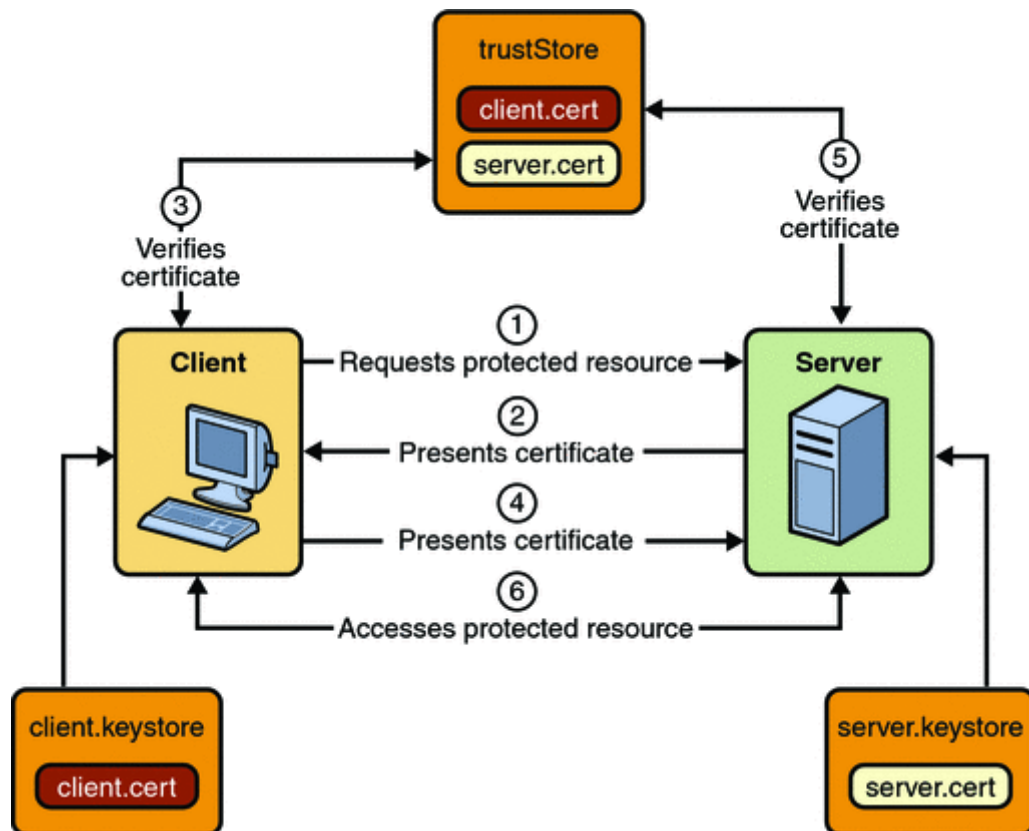 trustStore
client.cert
server.cert
3
Verifies
certificate
5
Verifies
certificate
Client
Server
1
Requests protected resource
2
Presents certificate
4
Presents certificate
6
Accesses protected resource
client.keystore
client.cert
server.keystore
server.cert